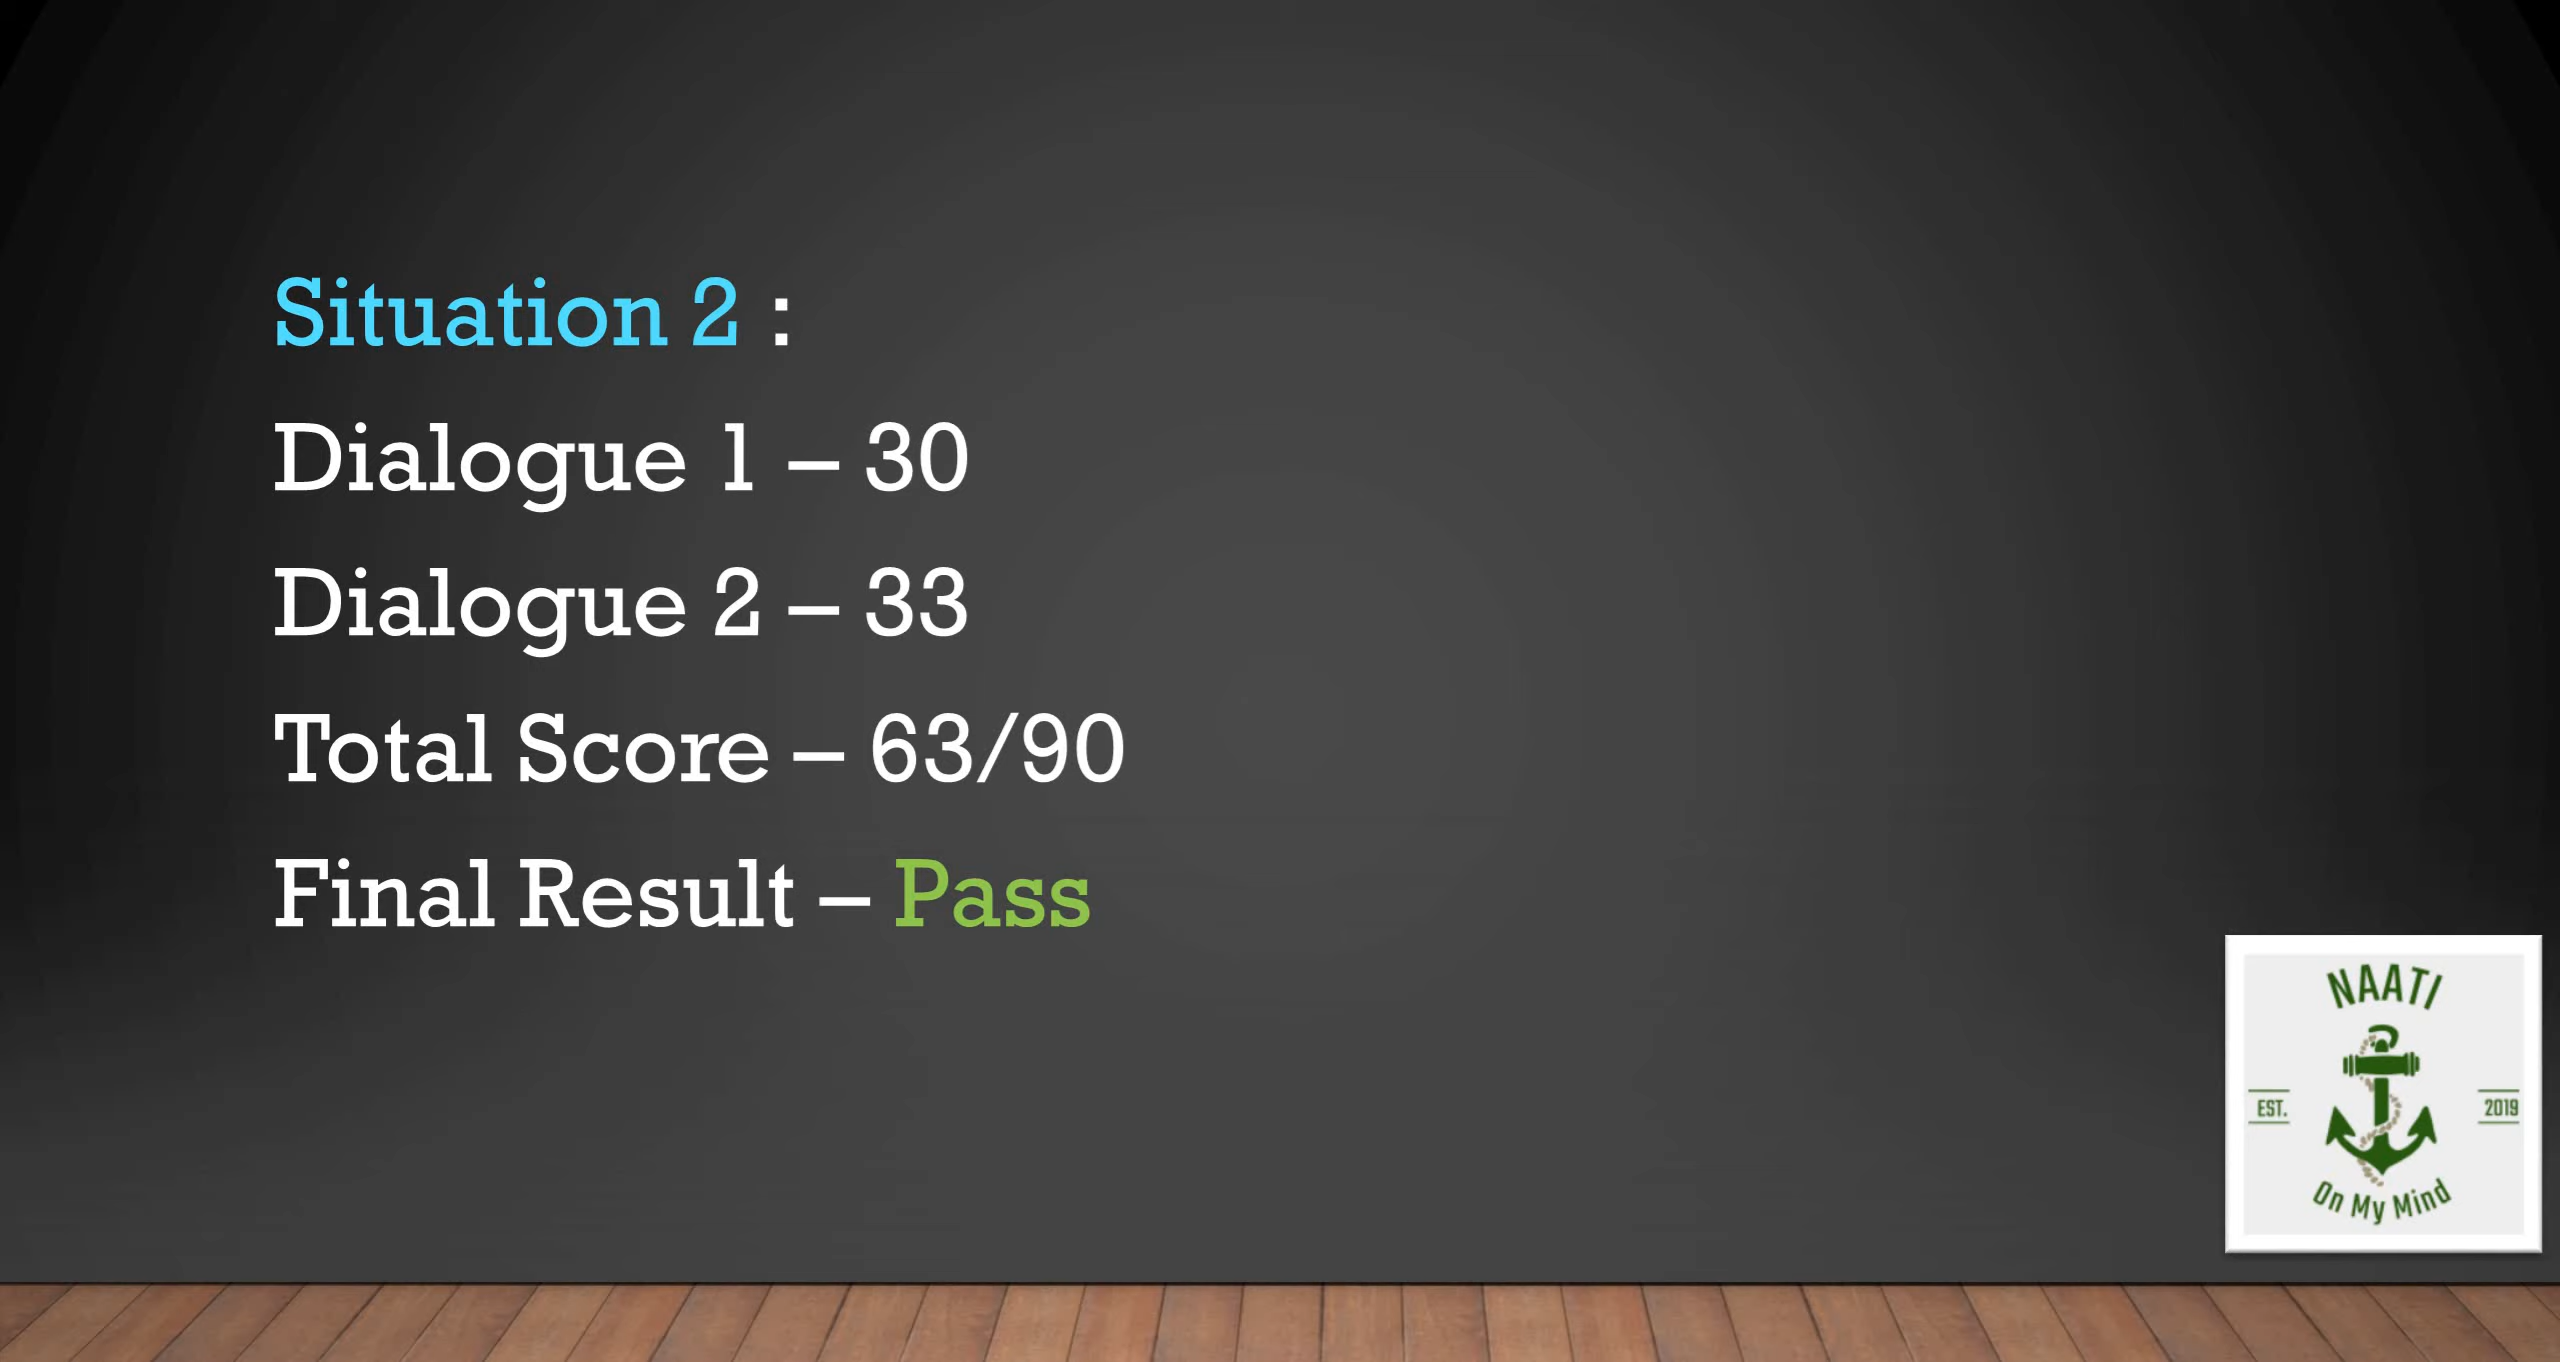 Situation 2 :
Dialogue 1 – 30
Dialogue 2 – 33
Total Score – 63/90
Final Result – Pass
NAATI
EST. 2019
On My Mind